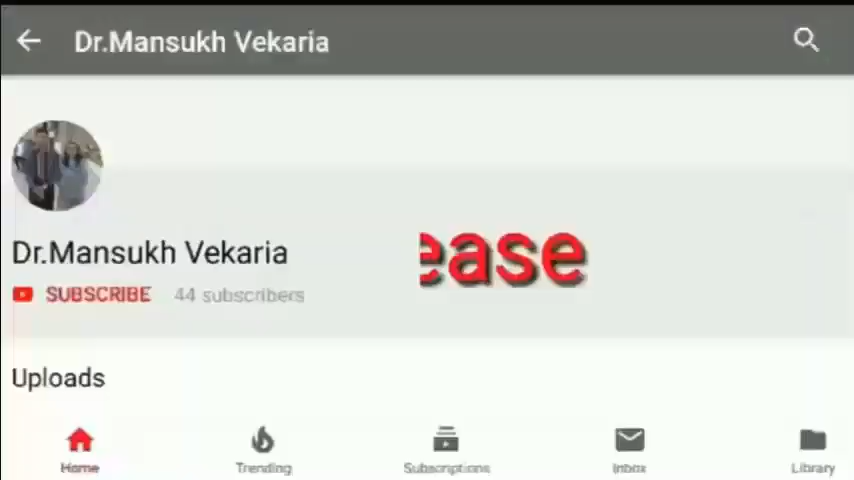 Dr.Mansukh Vekaria
Dr.Mansukh Vekaria
ease
SUBSCRIBE 44 subscribers
Uploads
Home Trending Subscriptions Inbox Library